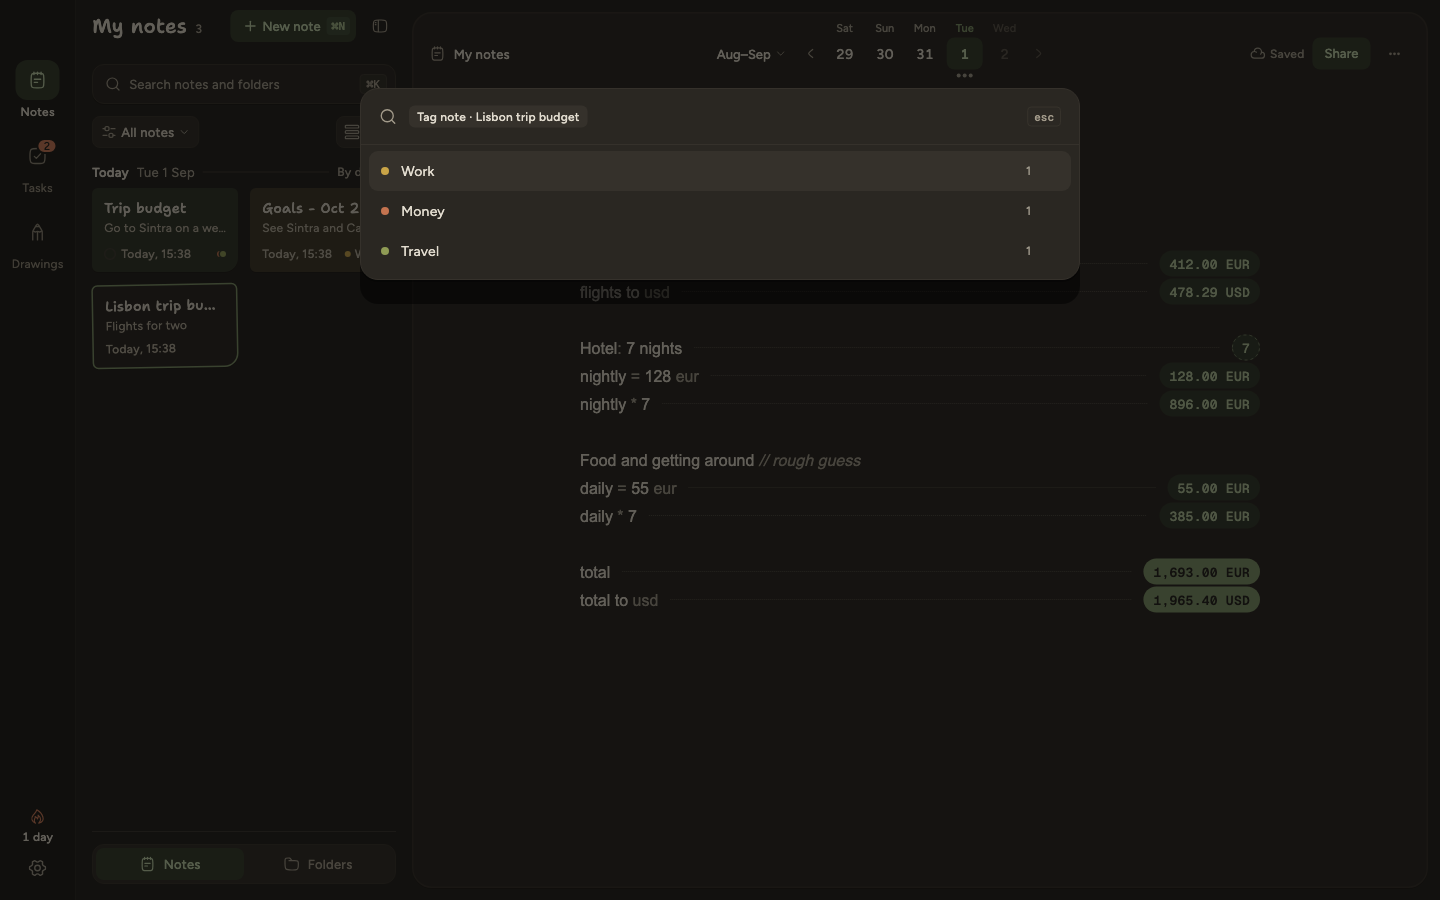 My notes 3
New note ⌘N
Notes
2
Tasks
Drawings
1 day
Search notes and folders ⌘K
All notes
Today Tue 1 Sep
Trip budget
Go to Sintra on a we...
Today, 15:38
Goals - Oct 2
See Sintra and Ca
Today, 15:38
Lisbon trip bu...
Flights for two
Today, 15:38
Notes
Folders
My notes
Aug–Sep
Sat Sun Mon Tue Wed
29 30 31 1 2
Saved
Share
Tag note · Lisbon trip budget
esc
Work 1
Money 1
Travel 1
412.00 EUR
flights to usd 478.29 USD
Hotel: 7 nights 7
nightly = 128 eur 128.00 EUR
nightly * 7 896.00 EUR
Food and getting around // rough guess
daily = 55 eur 55.00 EUR
daily * 7 385.00 EUR
total 1,693.00 EUR
total to usd 1,965.40 USD